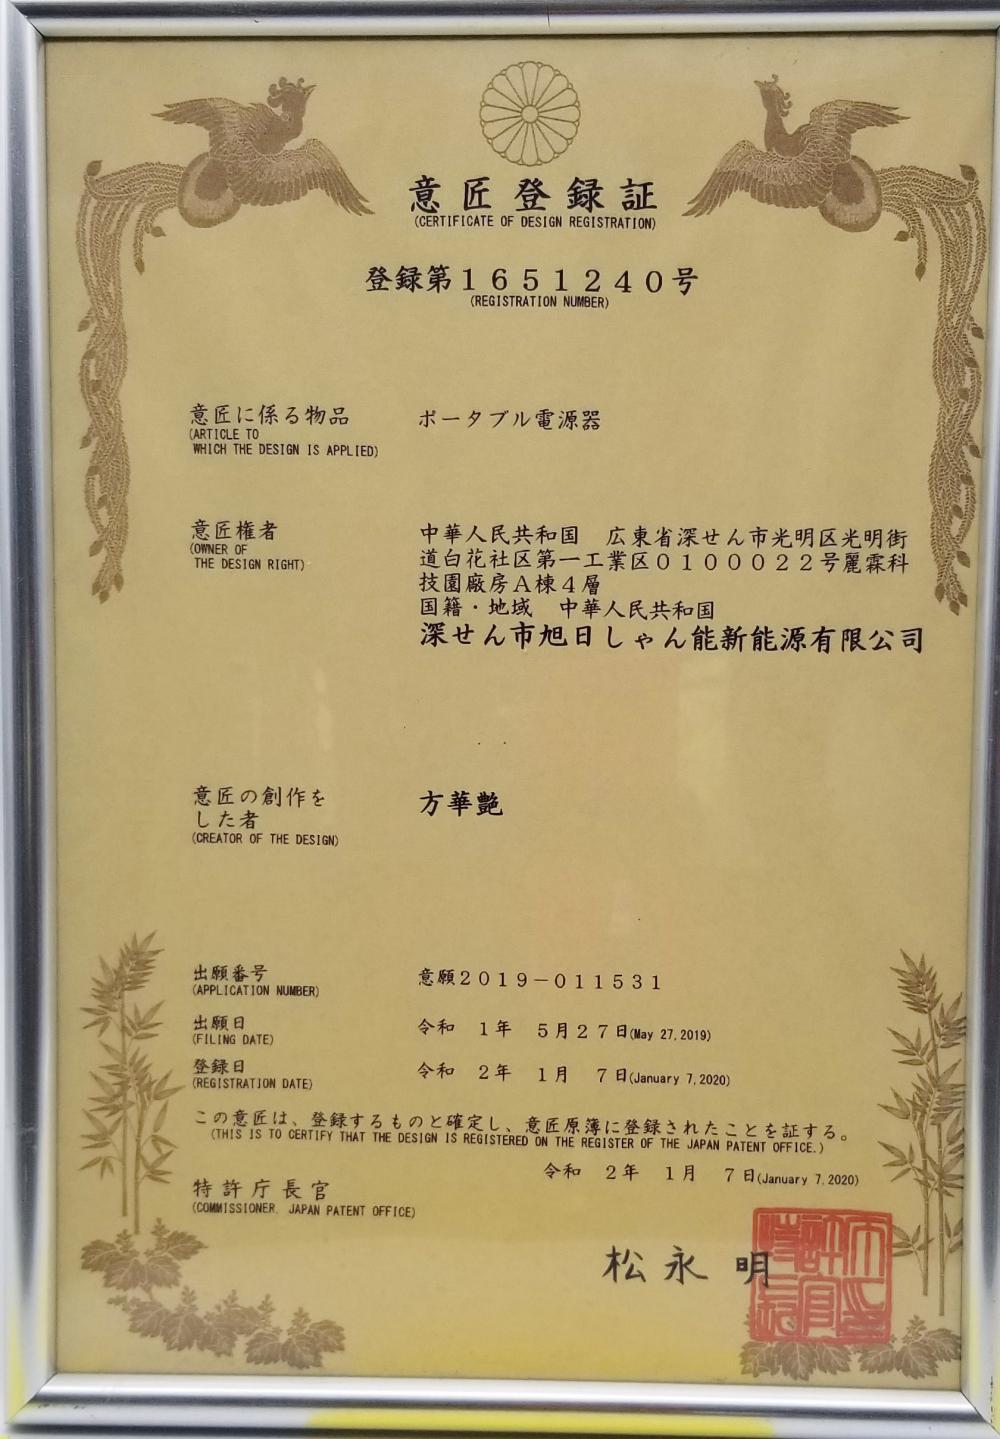 意匠登録証
(CERTIFICATE OF DESIGN REGISTRATION)
登録第１６５１２４０号
(REGISTRATION NUMBER)
意匠に係る物品
(ARTICLE TO
WHICH THE DESIGN IS APPLIED)
ポータブル電源器
意匠権者
(OWNER OF
THE DESIGN RIGHT)
中華人民共和国　広東省深せん市光明区光明街
道白花社区第一工業区０１０００２２号麗霖科
技園廠房Ａ棟４層
国籍・地域　中華人民共和国
深せん市旭日しゃん能新能源有限公司
意匠の創作を
した者
(CREATOR OF THE DESIGN)
方華艶
出願番号
(APPLICATION NUMBER)
意願２０１９－０１１５３１
出願日
(FILING DATE)
令和　１年　５月２７日(May 27,2019)
登録日
(REGISTRATION DATE)
令和　２年　１月　７日(January 7,2020)
この意匠は、登録するものと確定し、意匠原簿に登録されたことを証する。
(THIS IS TO CERTIFY THAT THE DESIGN IS REGISTERED ON THE REGISTER OF THE JAPAN PATENT OFFICE.)
令和　２年　１月　７日(January 7,2020)
特許庁長官
(COMMISSIONER, JAPAN PATENT OFFICE)
松永 明